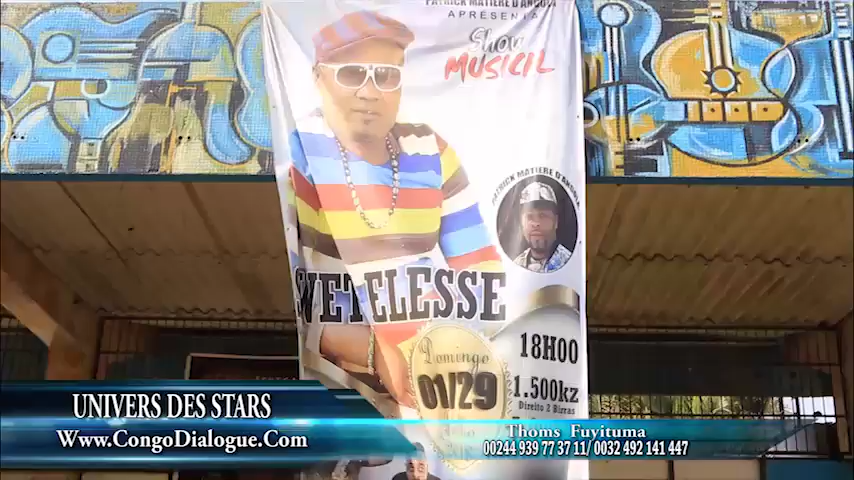 PATRICK MATIERE D'ANGOLA
APRESENTA
Show
MUSICIL
PATRICK MATIERE D'ANGOLA
WETELESSE
Domingo
01/29
18H00
1.500kz
Direito 2 Birras
UNIVERS DES STARS
Www.CongoDialogue.Com
Thoms Fuyituma
00244 939 77 37 11/ 0032 492 141 447